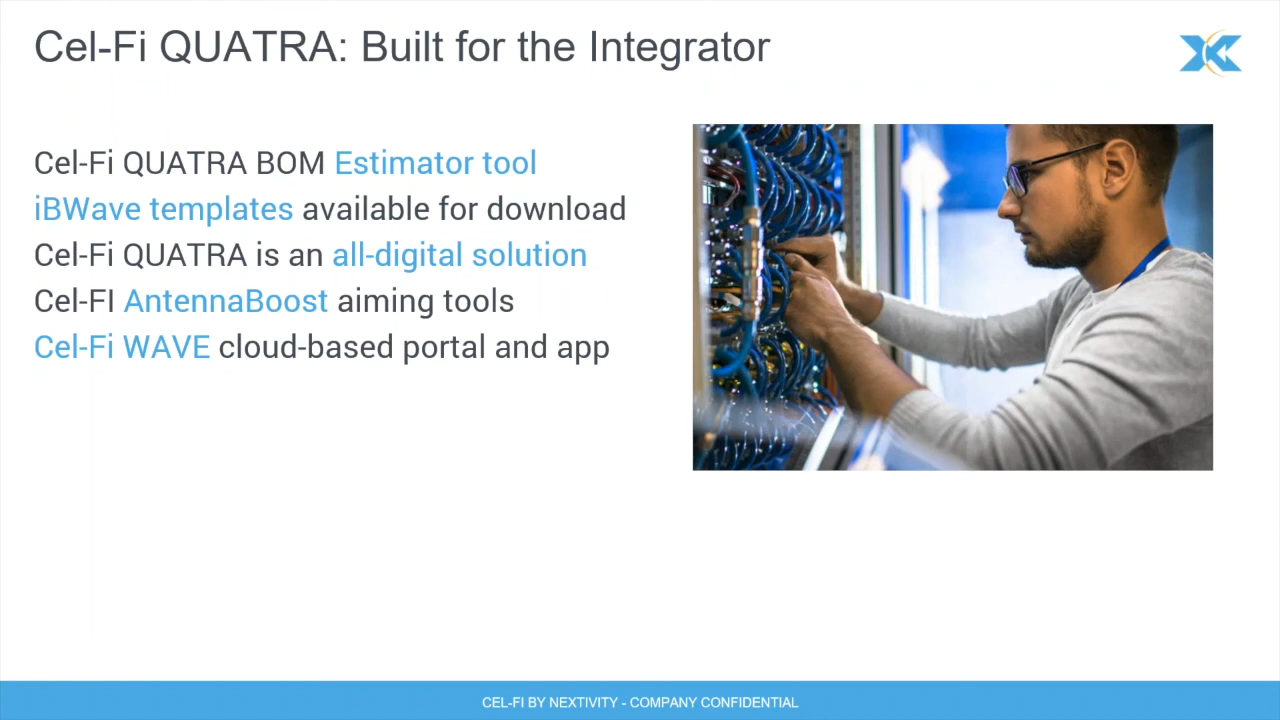 Cel-Fi QUATRA: Built for the Integrator
Cel-Fi QUATRA BOM Estimator tool
iBWave templates available for download
Cel-Fi QUATRA is an all-digital solution
Cel-FI AntennaBoost aiming tools
Cel-Fi WAVE cloud-based portal and app
CEL-FI BY NEXTIVITY - COMPANY CONFIDENTIAL